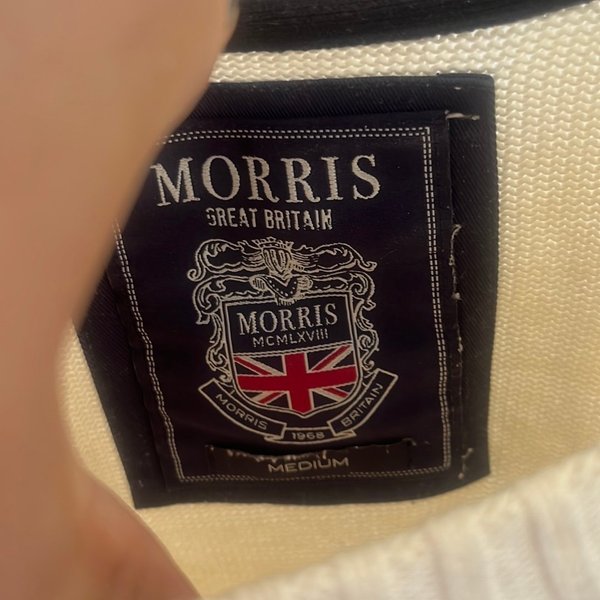 MORRIS
GREAT BRITAIN
MORRIS
MCMLXVIII
MORRIS
1968
BRITAIN
MEDIUM